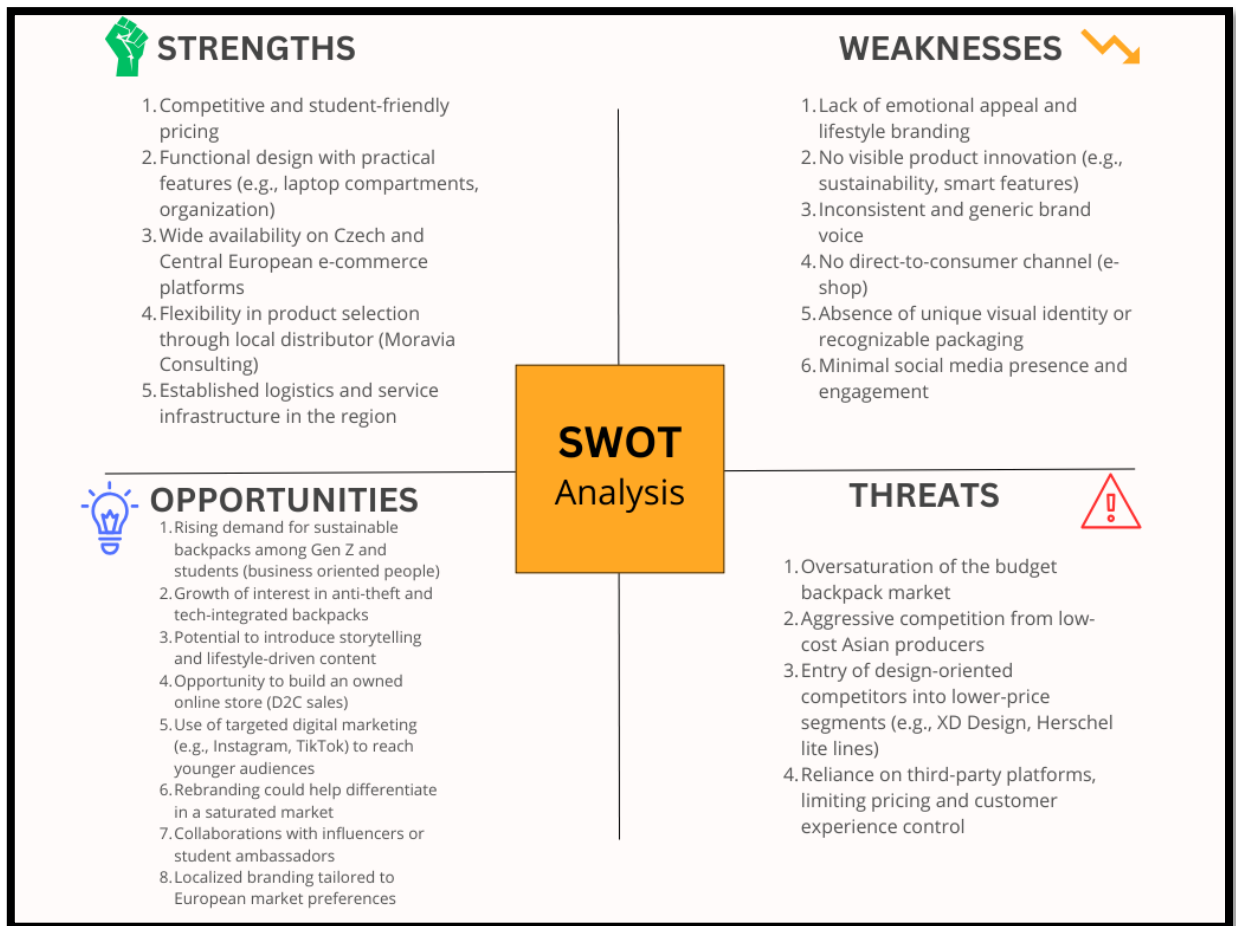 STRENGTHS
1. Competitive and student-friendly
pricing
2. Functional design with practical
features (e.g., laptop compartments,
organization)
3. Wide availability on Czech and
Central European e-commerce
platforms
4. Flexibility in product selection
through local distributor (Moravia
Consulting)
5. Established logistics and service
infrastructure in the region
WEAKNESSES
1. Lack of emotional appeal and
lifestyle branding
2. No visible product innovation (e.g.,
sustainability, smart features)
3. Inconsistent and generic brand
voice
4. No direct-to-consumer channel (e-
shop)
5. Absence of unique visual identity or
recognizable packaging
6. Minimal social media presence and
engagement
SWOT
Analysis
OPPORTUNITIES
1. Rising demand for sustainable
backpacks among Gen Z and
students (business oriented people)
2. Growth of interest in anti-theft and
tech-integrated backpacks
3. Potential to introduce storytelling
and lifestyle-driven content
4. Opportunity to build an owned
online store (D2C sales)
5. Use of targeted digital marketing
(e.g., Instagram, TikTok) to reach
younger audiences
6. Rebranding could help differentiate
in a saturated market
7. Collaborations with influencers or
student ambassadors
8. Localized branding tailored to
European market preferences
THREATS
1. Oversaturation of the budget
backpack market
2. Aggressive competition from low-
cost Asian producers
3. Entry of design-oriented
competitors into lower-price
segments (e.g., XD Design, Herschel
lite lines)
4. Reliance on third-party platforms,
limiting pricing and customer
experience control